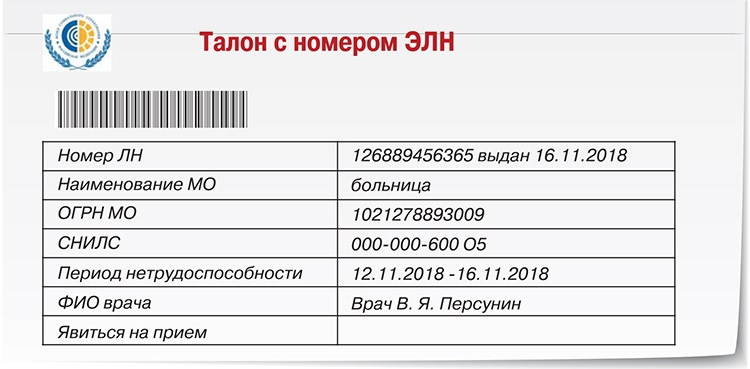 Талон с номером ЭЛН
Номер ЛН 126889456365 выдан 16.11.2018
Наименование МО больница
ОГРН МО 1021278893009
СНИЛС 000-000-600 О5
Период нетрудоспособности 12.11.2018 -16.11.2018
ФИО врача Врач В. Я. Персунин
Явиться на прием